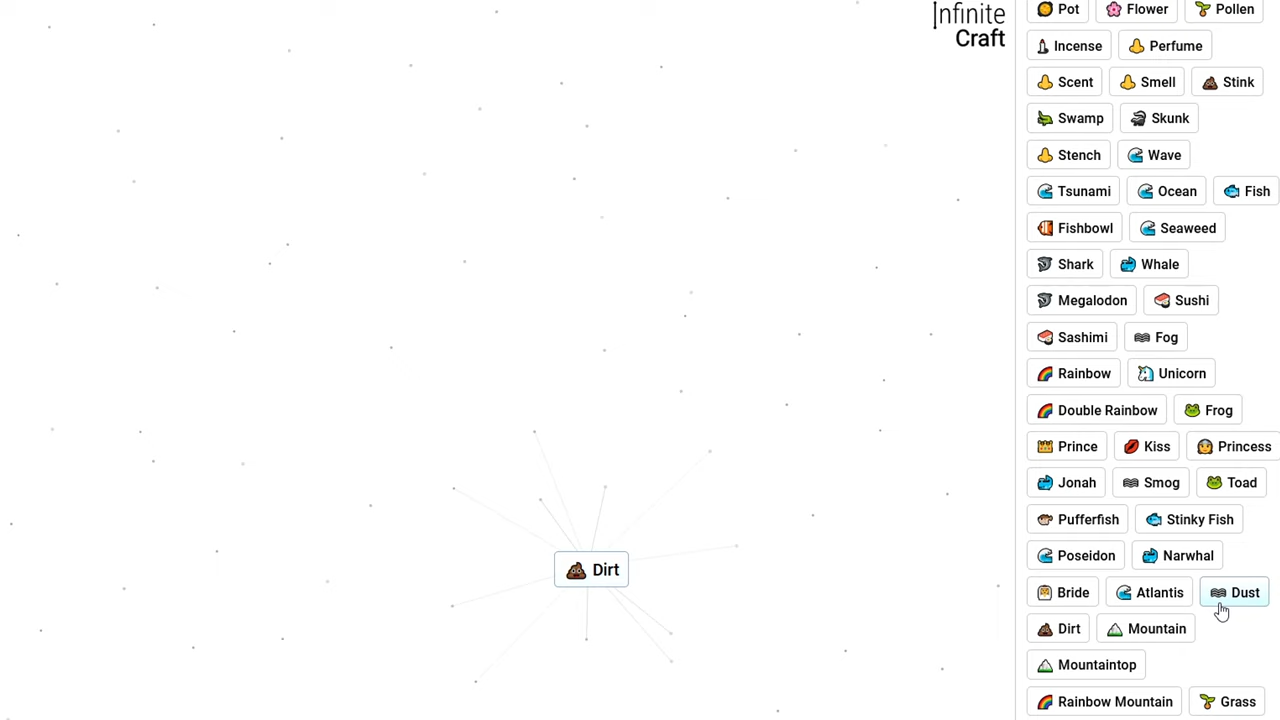 Infinite
Craft
Pot Flower Pollen
Incense Perfume
Scent Smell Stink
Swamp Skunk
Stench Wave
Tsunami Ocean Fish
Fishbowl Seaweed
Shark Whale
Megalodon Sushi
Sashimi Fog
Rainbow Unicorn
Double Rainbow Frog
Prince Kiss Princess
Jonah Smog Toad
Pufferfish Stinky Fish
Poseidon Narwhal
Dirt
Bride Atlantis Dust
Dirt Mountain
Mountaintop
Rainbow Mountain Grass